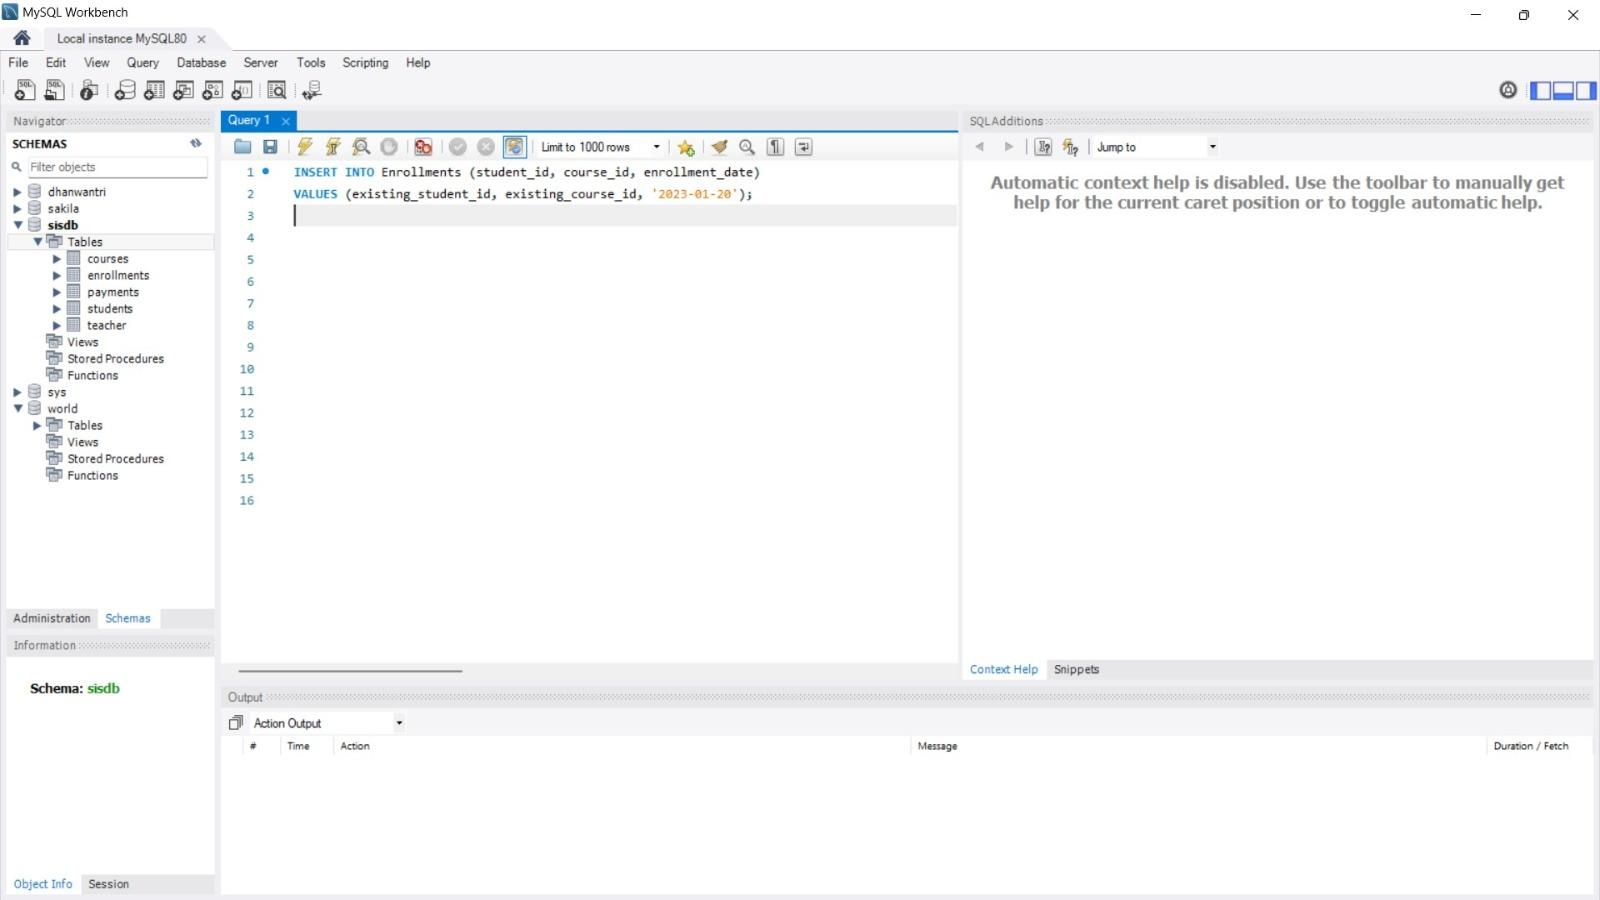 MySQL Workbench
Local instance MySQL80
File Edit View Query Database Server Tools Scripting Help
Navigator
SCHEMAS
Filter objects
dhanwantri
sakila
sisdb
Tables
courses
enrollments
payments
students
teacher
Views
Stored Procedures
Functions
sys
world
Tables
Views
Stored Procedures
Functions
Administration Schemas
Information
Schema: sisdb
Object Info Session
Query 1
Limit to 1000 rows
1 INSERT INTO Enrollments (student_id, course_id, enrollment_date)
2 VALUES (existing_student_id, existing_course_id, '2023-01-20');
3
4
5
6
7
8
9
10
11
12
13
14
15
16
SQLAdditions
Jump to
Automatic context help is disabled. Use the toolbar to manually get
help for the current caret position or to toggle automatic help.
Context Help Snippets
Output
Action Output
# Time Action Message Duration / Fetch